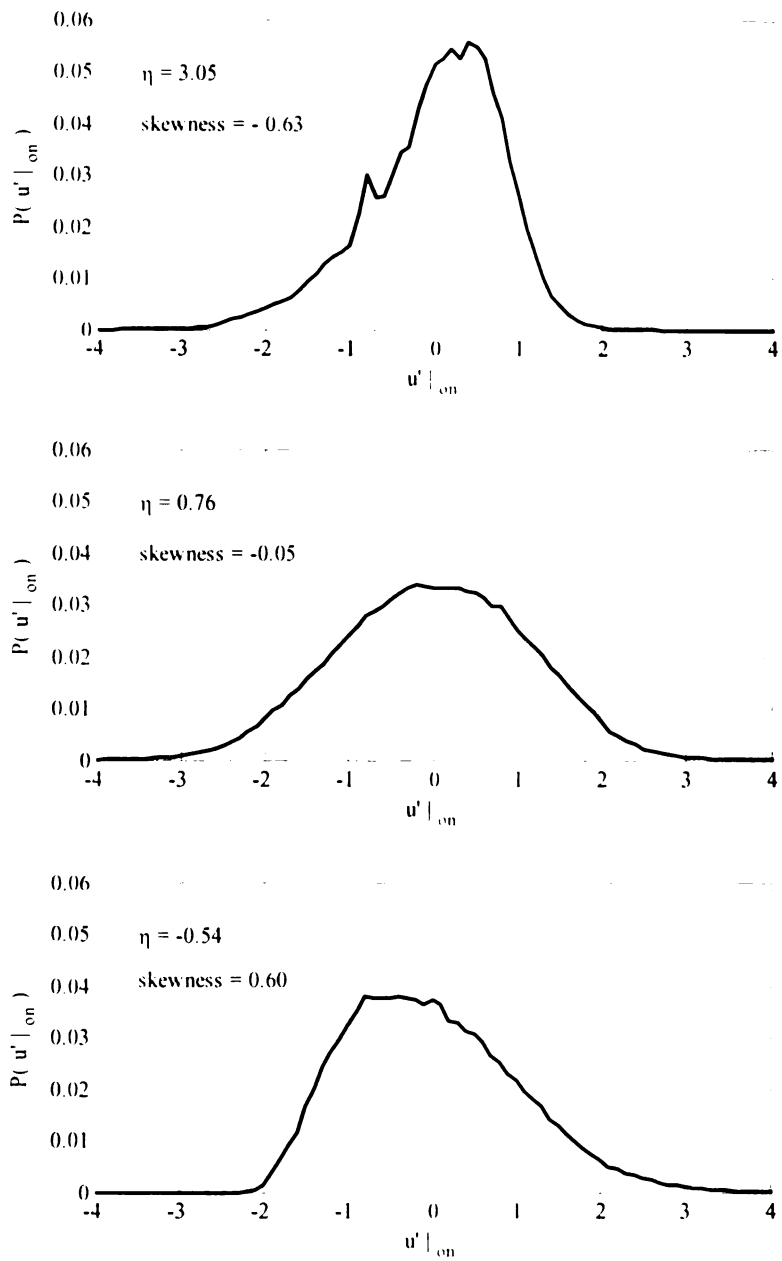 0.06
0.05
0.04
0.03
0.02
0.01
0
η = 3.05
skewness = - 0.63
P( u' |on )
-4 -3 -2 -1 0 1 2 3 4
u' |on
0.06
0.05
0.04
0.03
0.02
0.01
0
η = 0.76
skewness = -0.05
P( u' |on )
-4 -3 -2 -1 0 1 2 3 4
u' |on
0.06
0.05
0.04
0.03
0.02
0.01
0
η = -0.54
skewness = 0.60
P( u' |on )
-4 -3 -2 -1 0 1 2 3 4
u' |on